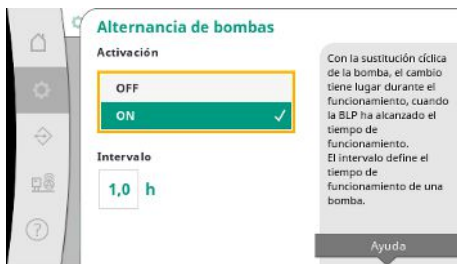 Alternancia de bombas
Activación
OFF
ON
Intervalo
1,0 h
Con la sustitución cíclica
de la bomba, el cambio
tiene lugar durante el
funcionamiento, cuando
la BLP ha alcanzado el
tiempo de
funcionamiento.
El intervalo define el
tiempo de
funcionamiento de una
bomba.
Ayuda